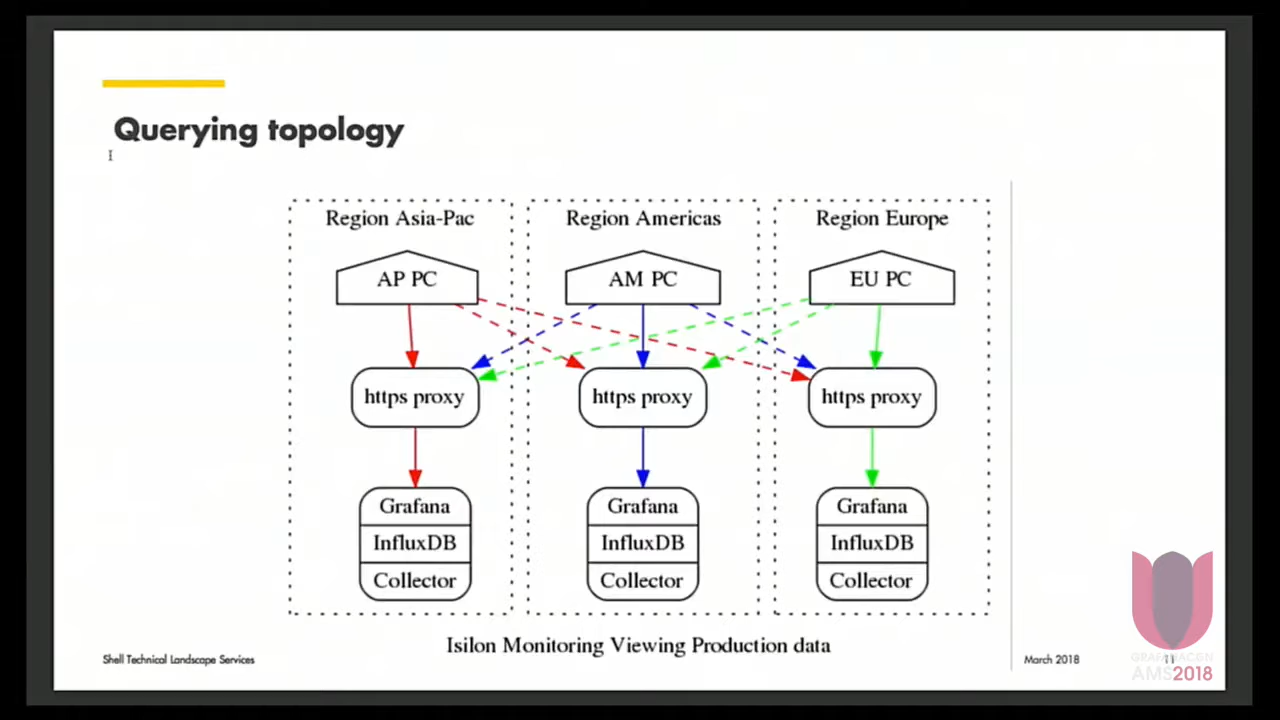 Querying topology
Region Asia-Pac
Region Americas
Region Europe
AP PC
AM PC
EU PC
https proxy
https proxy
https proxy
Grafana
InfluxDB
Collector
Grafana
InfluxDB
Collector
Grafana
InfluxDB
Collector
Isilon Monitoring Viewing Production data
Shell Technical Landscape Services
March 2018
11
GRAFANACON
AMS2018